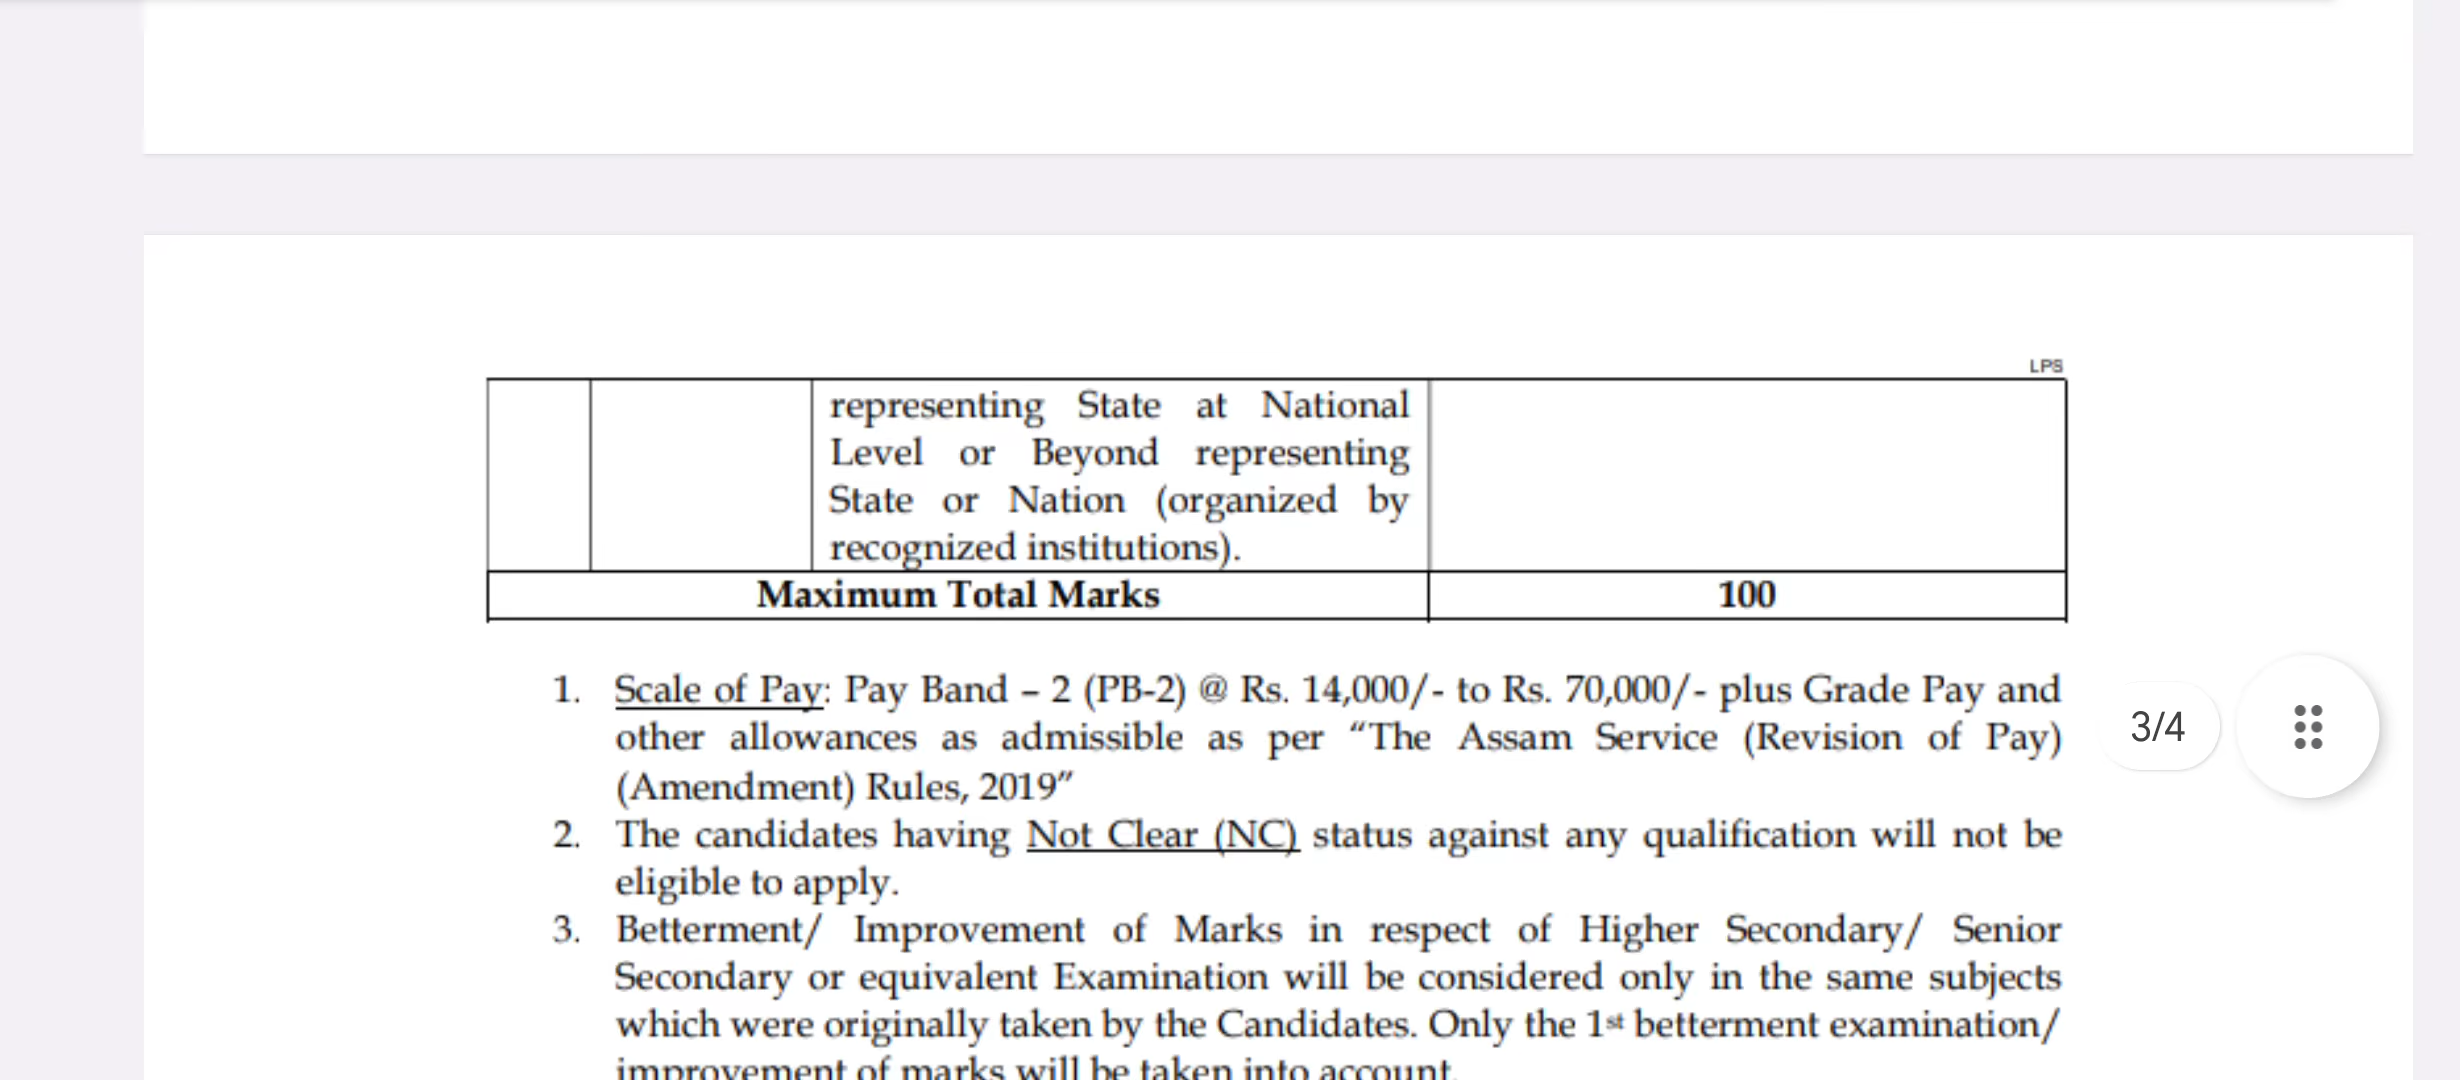 LPS
representing State at National
Level or Beyond representing
State or Nation (organized by
recognized institutions).
Maximum Total Marks 100
1. Scale of Pay: Pay Band – 2 (PB-2) @ Rs. 14,000/- to Rs. 70,000/- plus Grade Pay and
other allowances as admissible as per “The Assam Service (Revision of Pay)
(Amendment) Rules, 2019”
3/4
2. The candidates having Not Clear (NC) status against any qualification will not be
eligible to apply.
3. Betterment/ Improvement of Marks in respect of Higher Secondary/ Senior
Secondary or equivalent Examination will be considered only in the same subjects
which were originally taken by the Candidates. Only the 1st betterment examination/
improvement of marks will be taken into account.